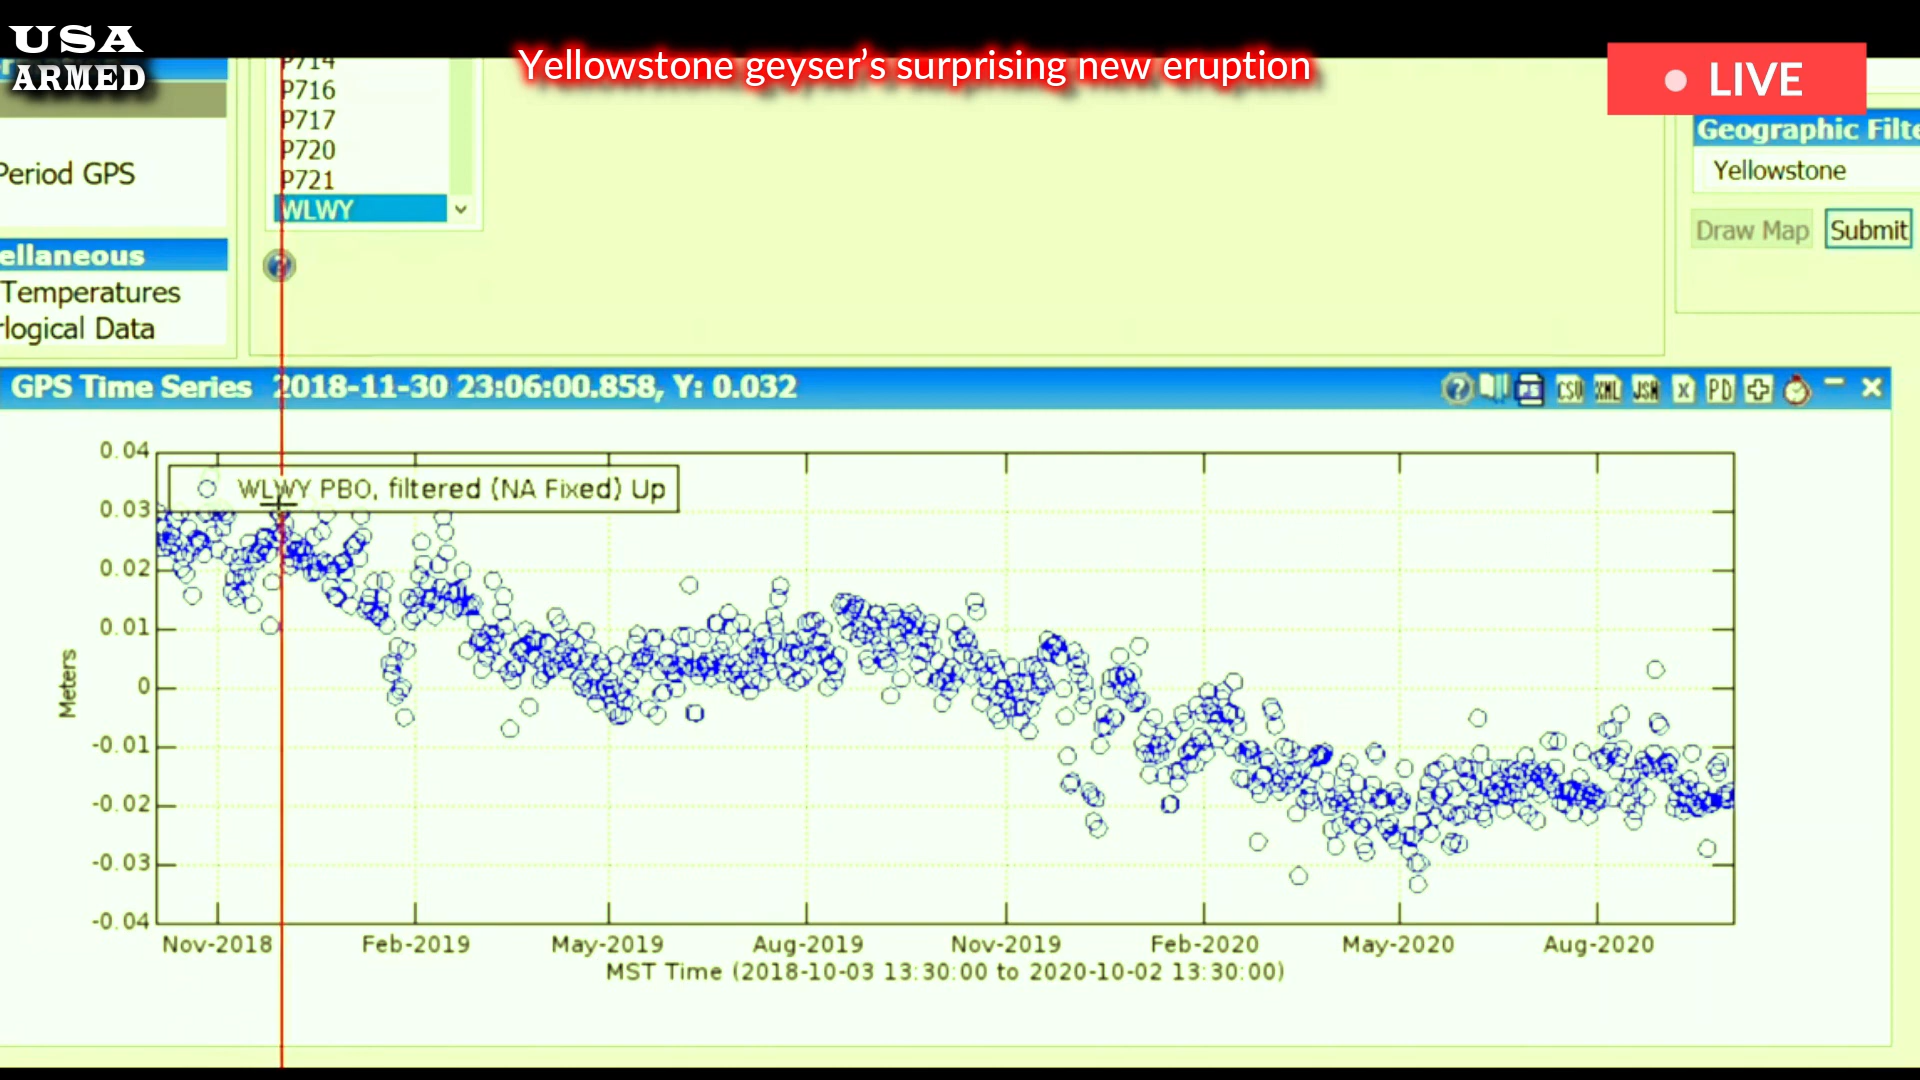 USA
ARMED
Yellowstone geyser's surprising new eruption
LIVE
P714
P716
P717
P720
P721
WLWY
Period GPS
ellaneous
Temperatures
rlogical Data
Geographic Filte
Yellowstone
Draw Map
Submit
GPS Time Series 2018-11-30 23:06:00.858, Y: 0.032
CSV XML JSN X PD
WLWY PBO, filtered (NA Fixed) Up
0.04
0.03
0.02
0.01
0
-0.01
-0.02
-0.03
-0.04
Meters
Nov-2018 Feb-2019 May-2019 Aug-2019 Nov-2019 Feb-2020 May-2020 Aug-2020
MST Time (2018-10-03 13:30:00 to 2020-10-02 13:30:00)